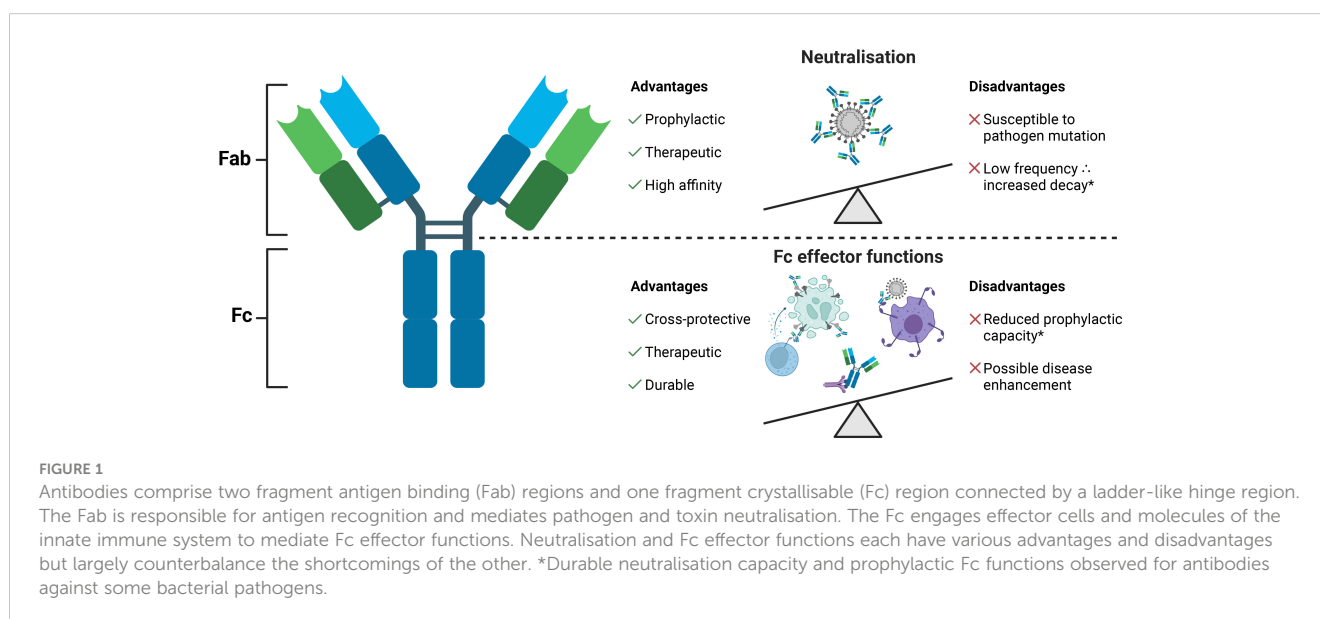 Fab
Fc
Neutralisation
Advantages
✓ Prophylactic
✓ Therapeutic
✓ High affinity
Disadvantages
✕ Susceptible to
pathogen mutation
✕ Low frequency ∴
increased decay*
Fc effector functions
Advantages
✓ Cross-protective
✓ Therapeutic
✓ Durable
Disadvantages
✕ Reduced prophylactic
capacity*
✕ Possible disease
enhancement
FIGURE 1
Antibodies comprise two fragment antigen binding (Fab) regions and one fragment crystallisable (Fc) region connected by a ladder-like hinge region.
The Fab is responsible for antigen recognition and mediates pathogen and toxin neutralisation. The Fc engages effector cells and molecules of the
innate immune system to mediate Fc effector functions. Neutralisation and Fc effector functions each have various advantages and disadvantages
but largely counterbalance the shortcomings of the other. *Durable neutralisation capacity and prophylactic Fc functions observed for antibodies
against some bacterial pathogens.